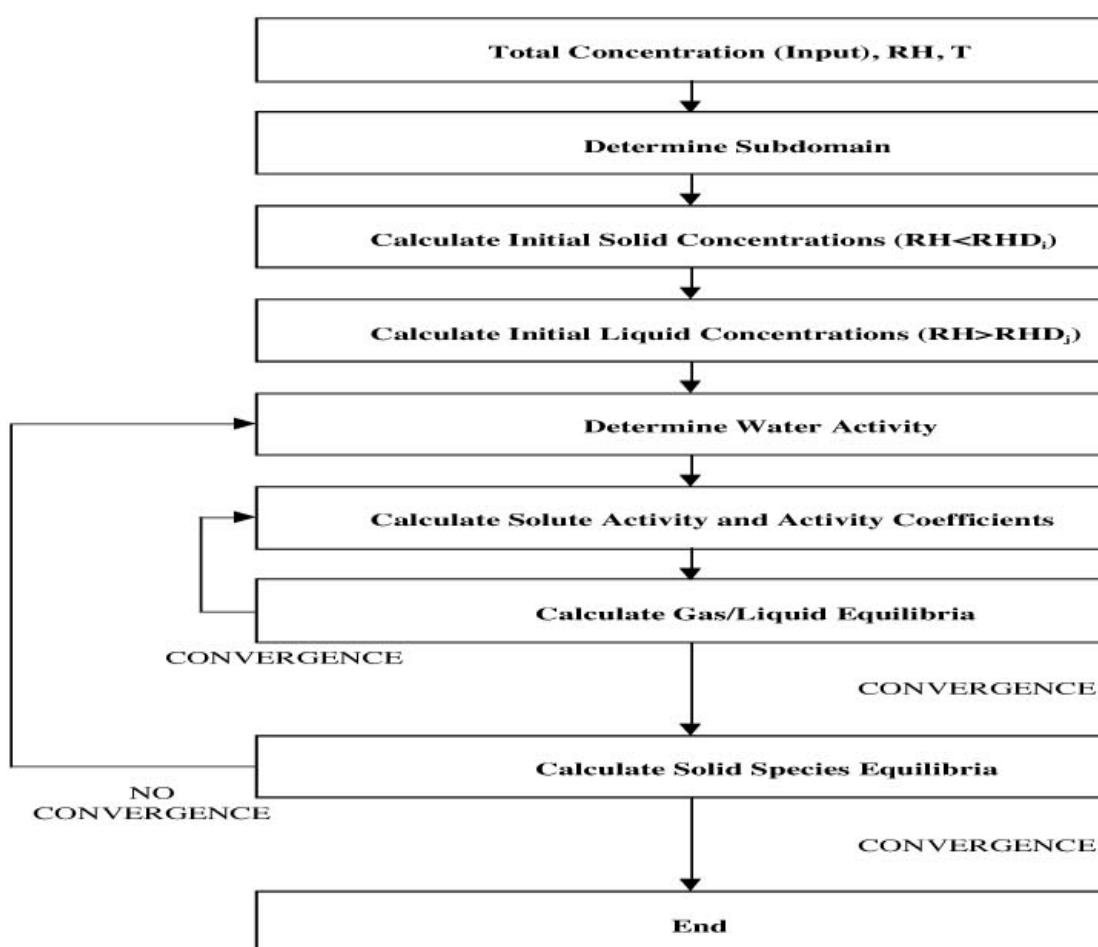 Total Concentration (Input), RH, T
Determine Subdomain
Calculate Initial Solid Concentrations (RH<RHDᵢ)
Calculate Initial Liquid Concentrations (RH>RHDⱼ)
Determine Water Activity
Calculate Solute Activity and Activity Coefficients
Calculate Gas/Liquid Equilibria
CONVERGENCE
CONVERGENCE
Calculate Solid Species Equilibria
NO
CONVERGENCE
CONVERGENCE
End